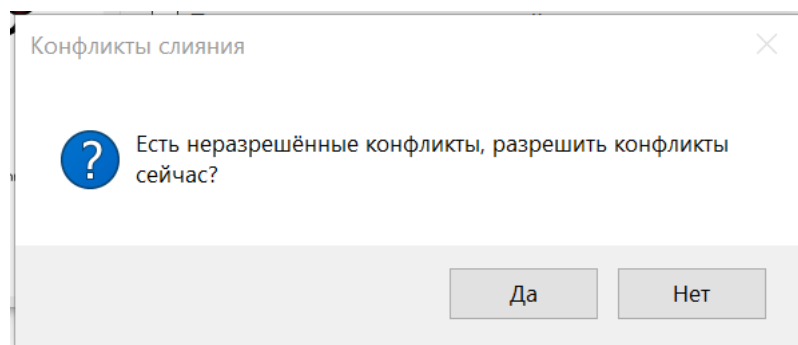 Конфликты слияния
Есть неразрешённые конфликты, разрешить конфликты
сейчас?
Да
Нет